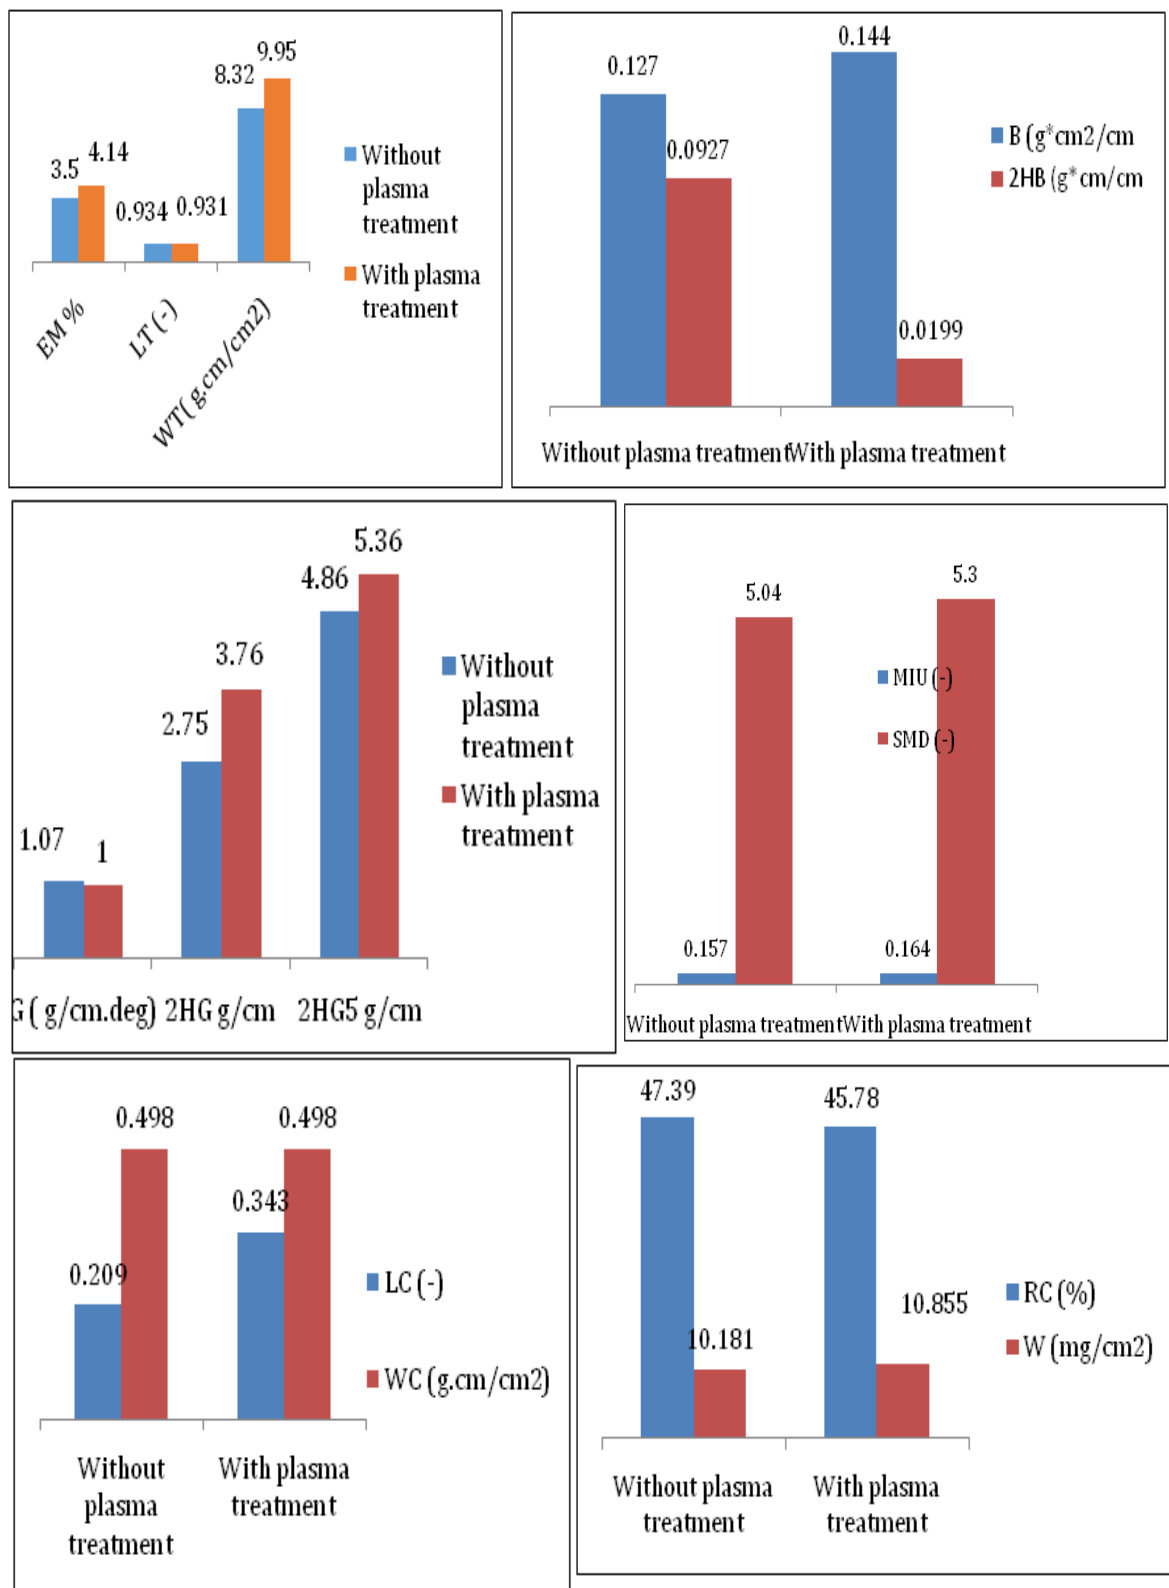 9.95
8.32
4.14
3.5
0.934
0.931
EM %
LT (-)
WT( g.cm/cm2)
Without
plasma
treatment
With plasma
treatment
0.144
0.127
0.0927
0.0199
Without plasma treatment
With plasma treatment
B (g*cm2/cm
2HB (g*cm/cm
5.36
4.86
3.76
2.75
1.07
1
G ( g/cm.deg)
2HG g/cm
2HG5 g/cm
Without
plasma
treatment
With plasma
treatment
5.04
5.3
MIU (-)
SMD (-)
0.157
0.164
Without plasma treatment
With plasma treatment
0.498
0.498
0.343
0.209
LC (-)
WC (g.cm/cm2)
Without
plasma
treatment
With plasma
treatment
47.39
45.78
10.181
10.855
RC (%)
W (mg/cm2)
Without plasma
treatment
With plasma
treatment